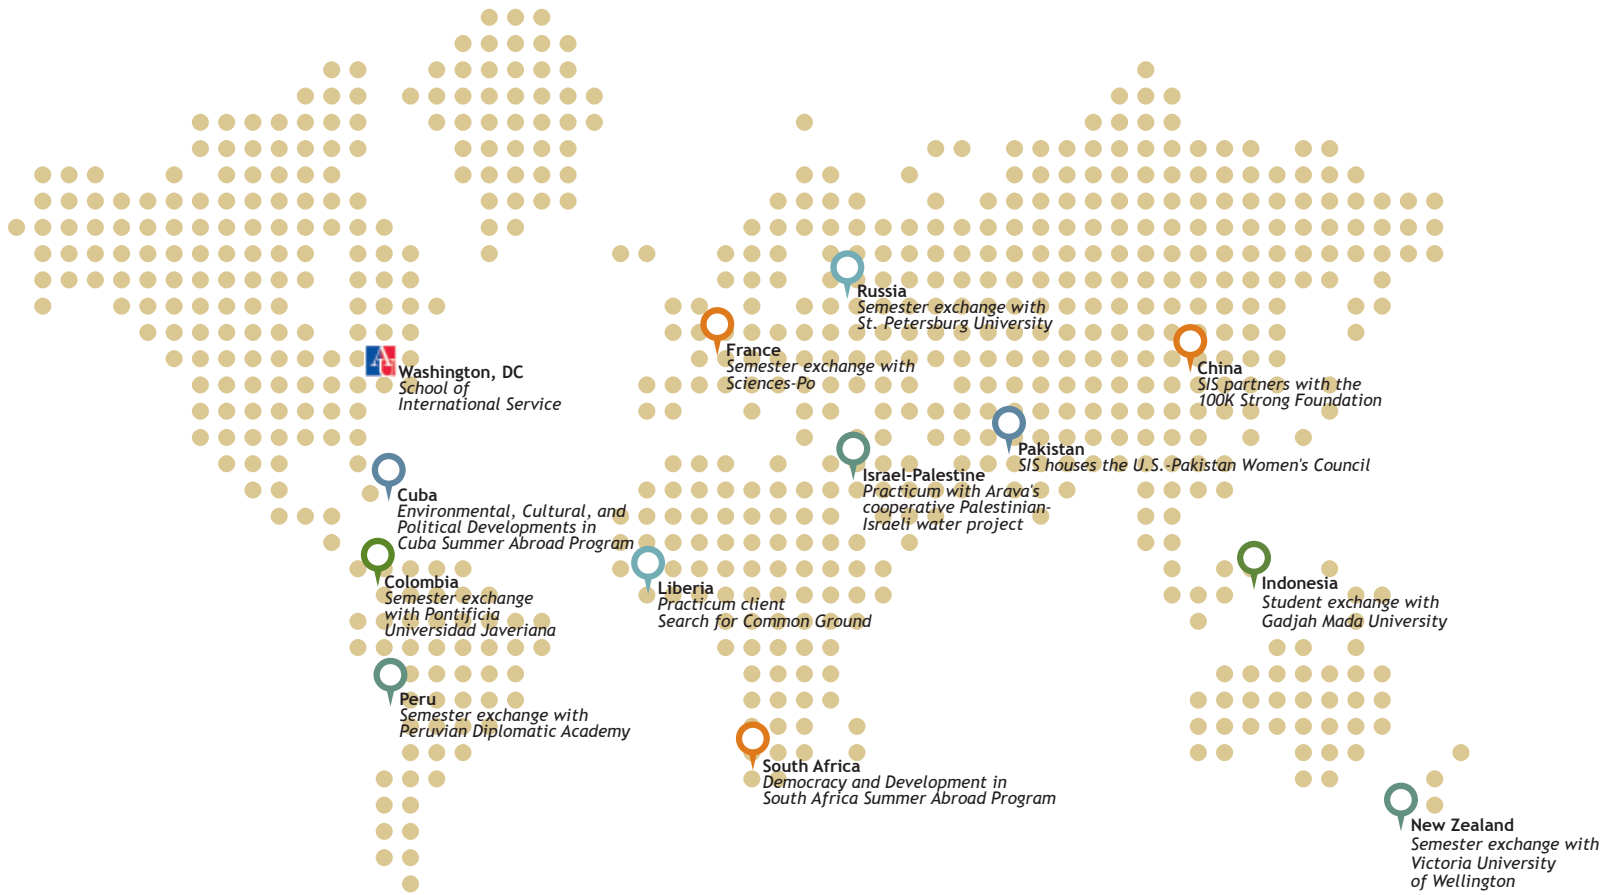 Russia
Semester exchange with
St. Petersburg University
France
Semester exchange with
Sciences-Po
China
SIS partners with the
100K Strong Foundation
Washington, DC
School of
International Service
Pakistan
SIS houses the U.S.-Pakistan Women's Council
Israel-Palestine
Practicum with Arava's
cooperative Palestinian-
Israeli water project
Cuba
Environmental, Cultural, and
Political Developments in
Cuba Summer Abroad Program
Colombia
Semester exchange
with Pontificia
Universidad Javeriana
Liberia
Practicum client
Search for Common Ground
Indonesia
Student exchange with
Gadjah Mada University
Peru
Semester exchange with
Peruvian Diplomatic Academy
South Africa
Democracy and Development in
South Africa Summer Abroad Program
New Zealand
Semester exchange with
Victoria University
of Wellington